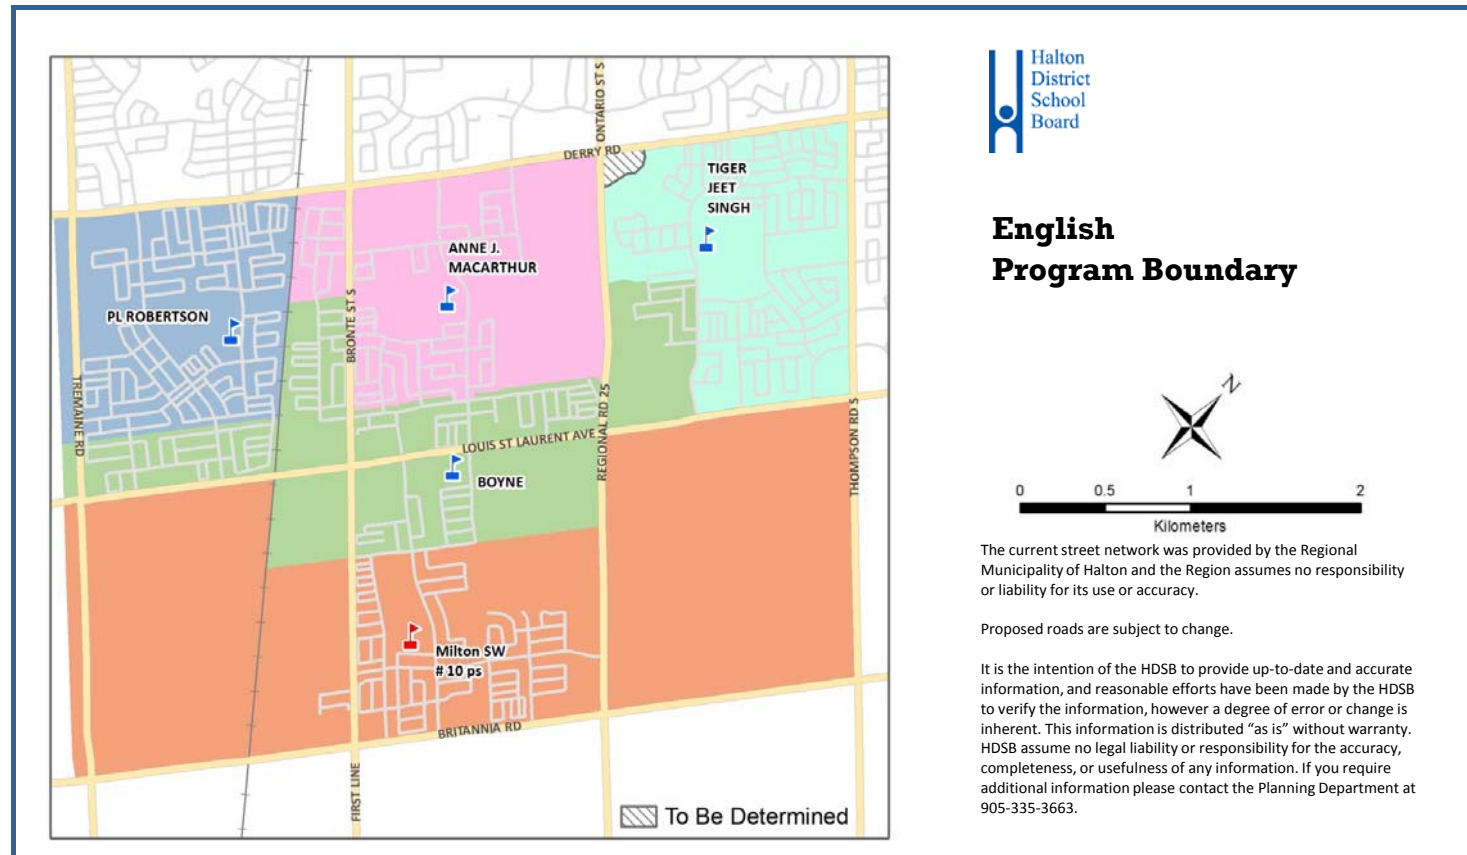 Halton
District
School
Board
English
Program Boundary
ONTARIO ST S
DERRY RD
TIGER
JEET
SINGH
ANNE J.
MACARTHUR
PL ROBERTSON
BRONTE ST S
TREMAINE RD
REGIONAL RD 25
LOUIS ST LAURENT AVE
THOMPSON RD S
BOYNE
Milton SW
# 10 ps
BRITANNIA RD
FIRST LINE
To Be Determined
N
0 0.5 1 2
Kilometers
The current street network was provided by the Regional
Municipality of Halton and the Region assumes no responsibility
or liability for its use or accuracy.
Proposed roads are subject to change.
It is the intention of the HDSB to provide up-to-date and accurate
information, and reasonable efforts have been made by the HDSB
to verify the information, however a degree of error or change is
inherent. This information is distributed “as is” without warranty.
HDSB assume no legal liability or responsibility for the accuracy,
completeness, or usefulness of any information. If you require
additional information please contact the Planning Department at
905-335-3663.